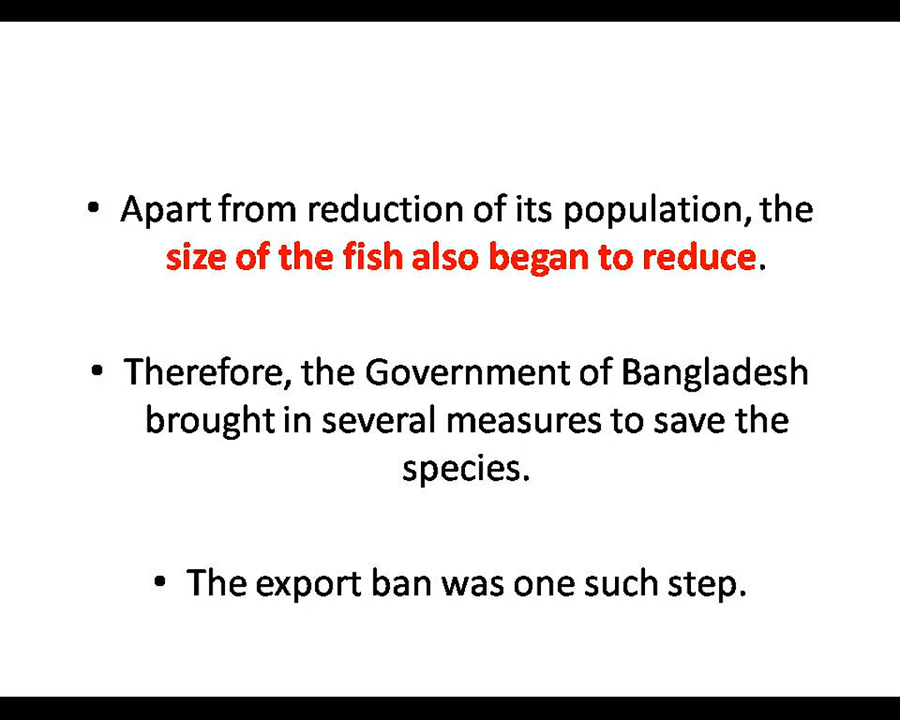 • Apart from reduction of its population, the
size of the fish also began to reduce.
• Therefore, the Government of Bangladesh
brought in several measures to save the
species.
• The export ban was one such step.